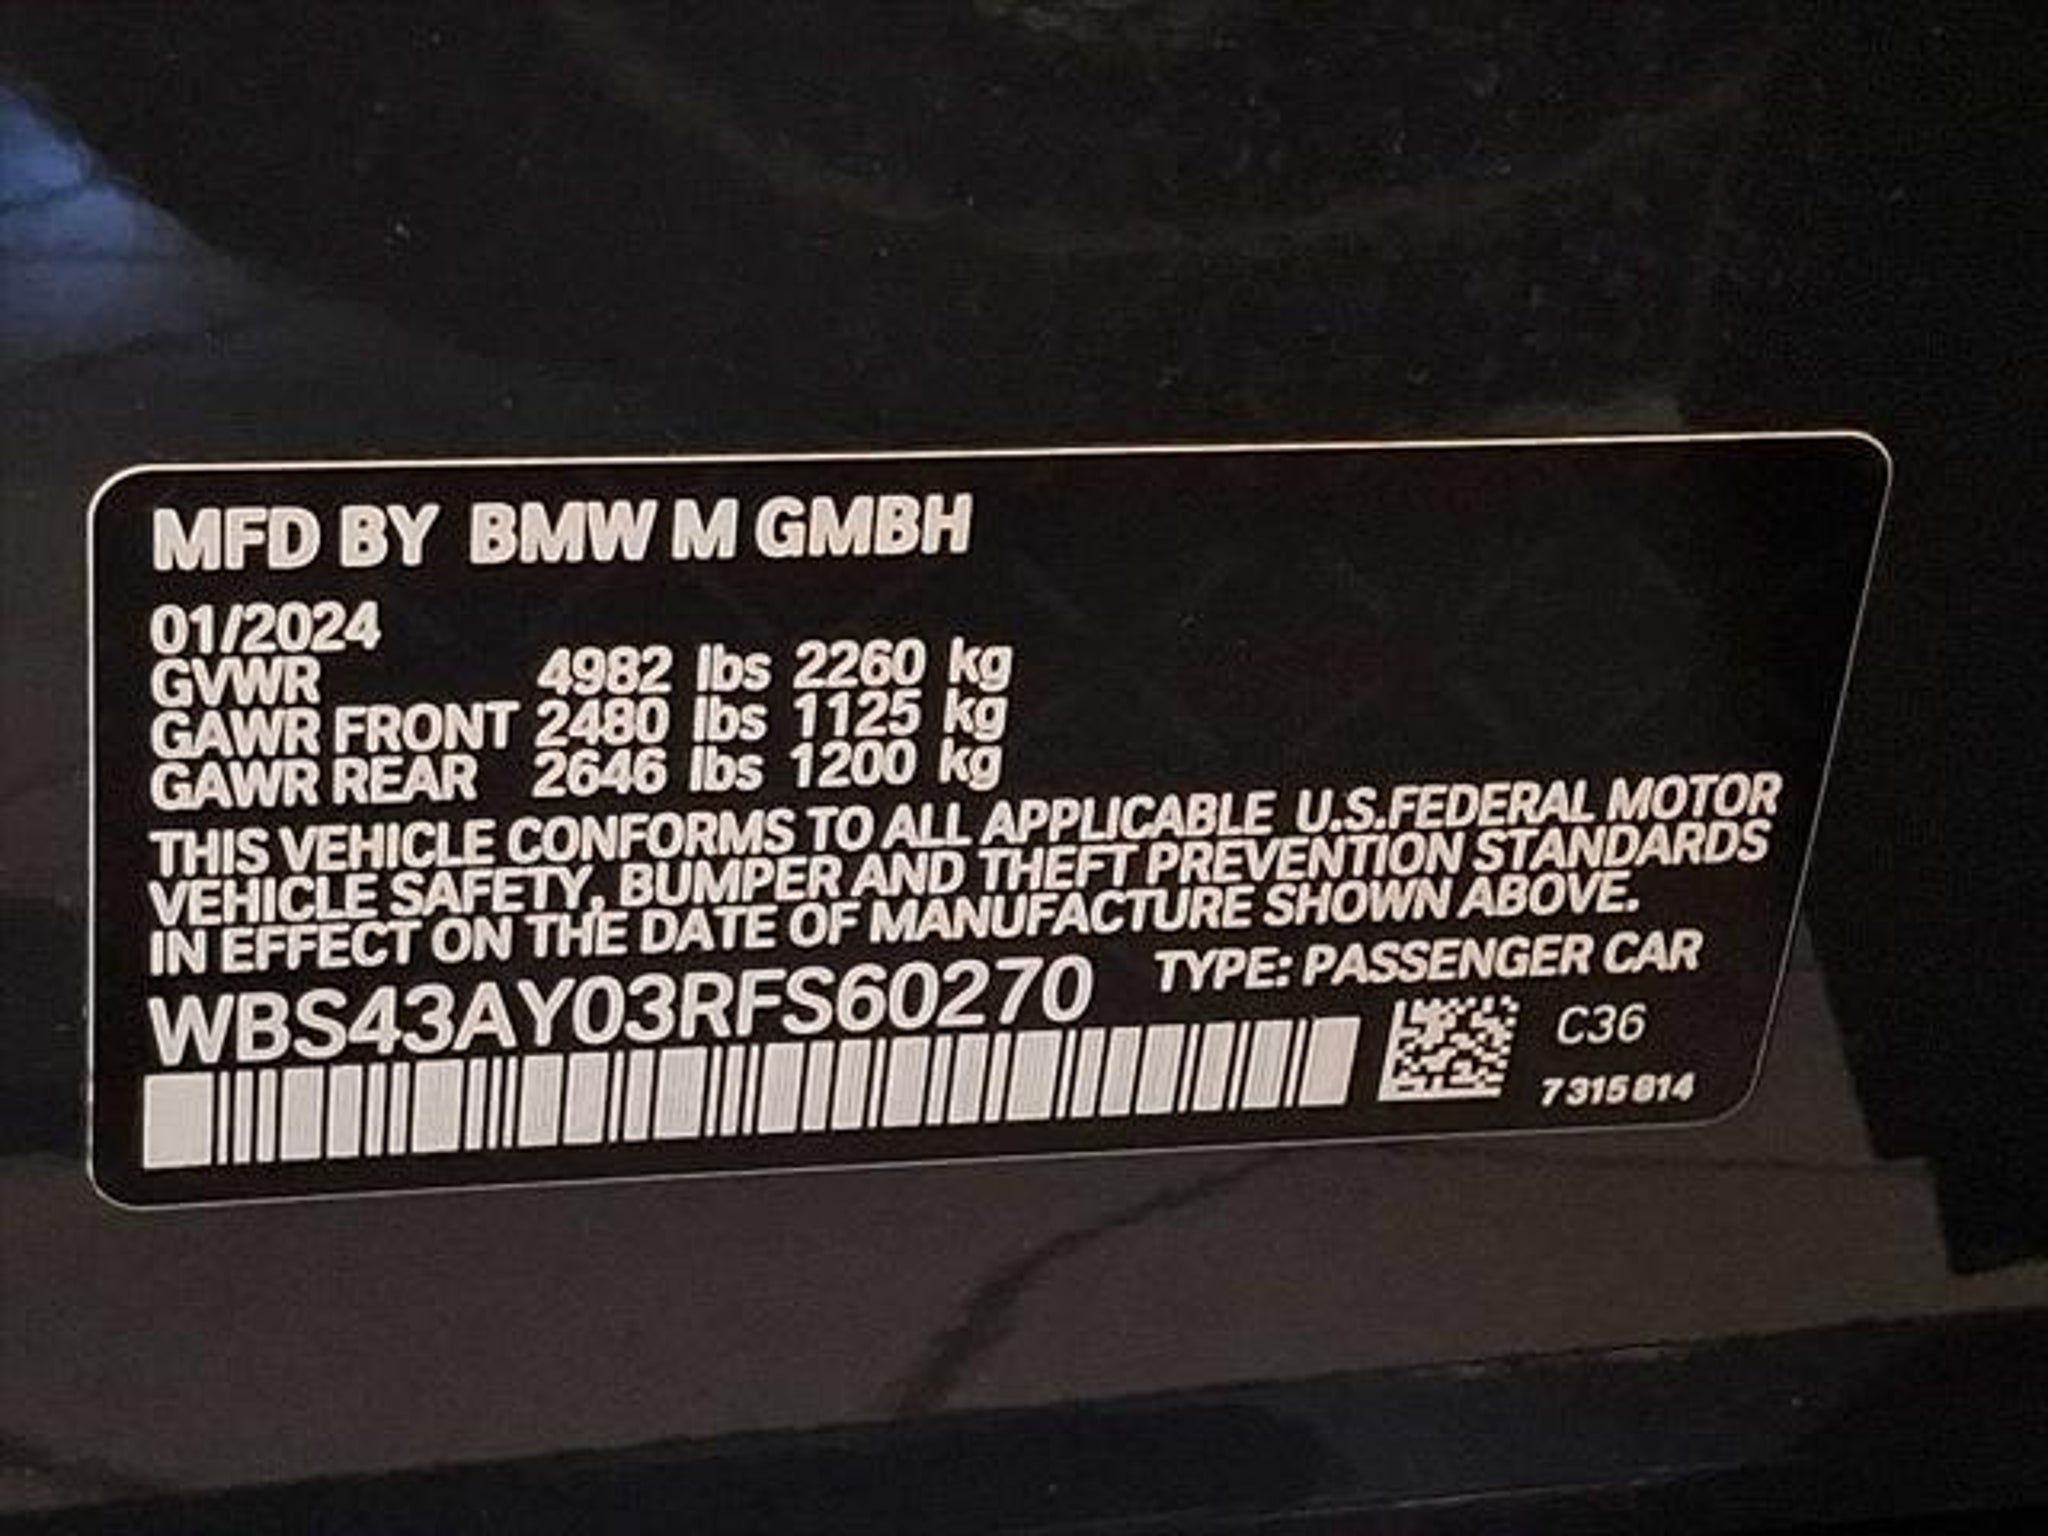 MFD BY BMW M GMBH
01/2024
GVWR 4982 lbs 2260 kg
GAWR FRONT 2480 lbs 1125 kg
GAWR REAR 2646 lbs 1200 kg
THIS VEHICLE CONFORMS TO ALL APPLICABLE U.S.FEDERAL MOTOR
VEHICLE SAFETY, BUMPER AND THEFT PREVENTION STANDARDS
IN EFFECT ON THE DATE OF MANUFACTURE SHOWN ABOVE.
WBS43AY03RFS60270 TYPE: PASSENGER CAR
C36
7 315 814